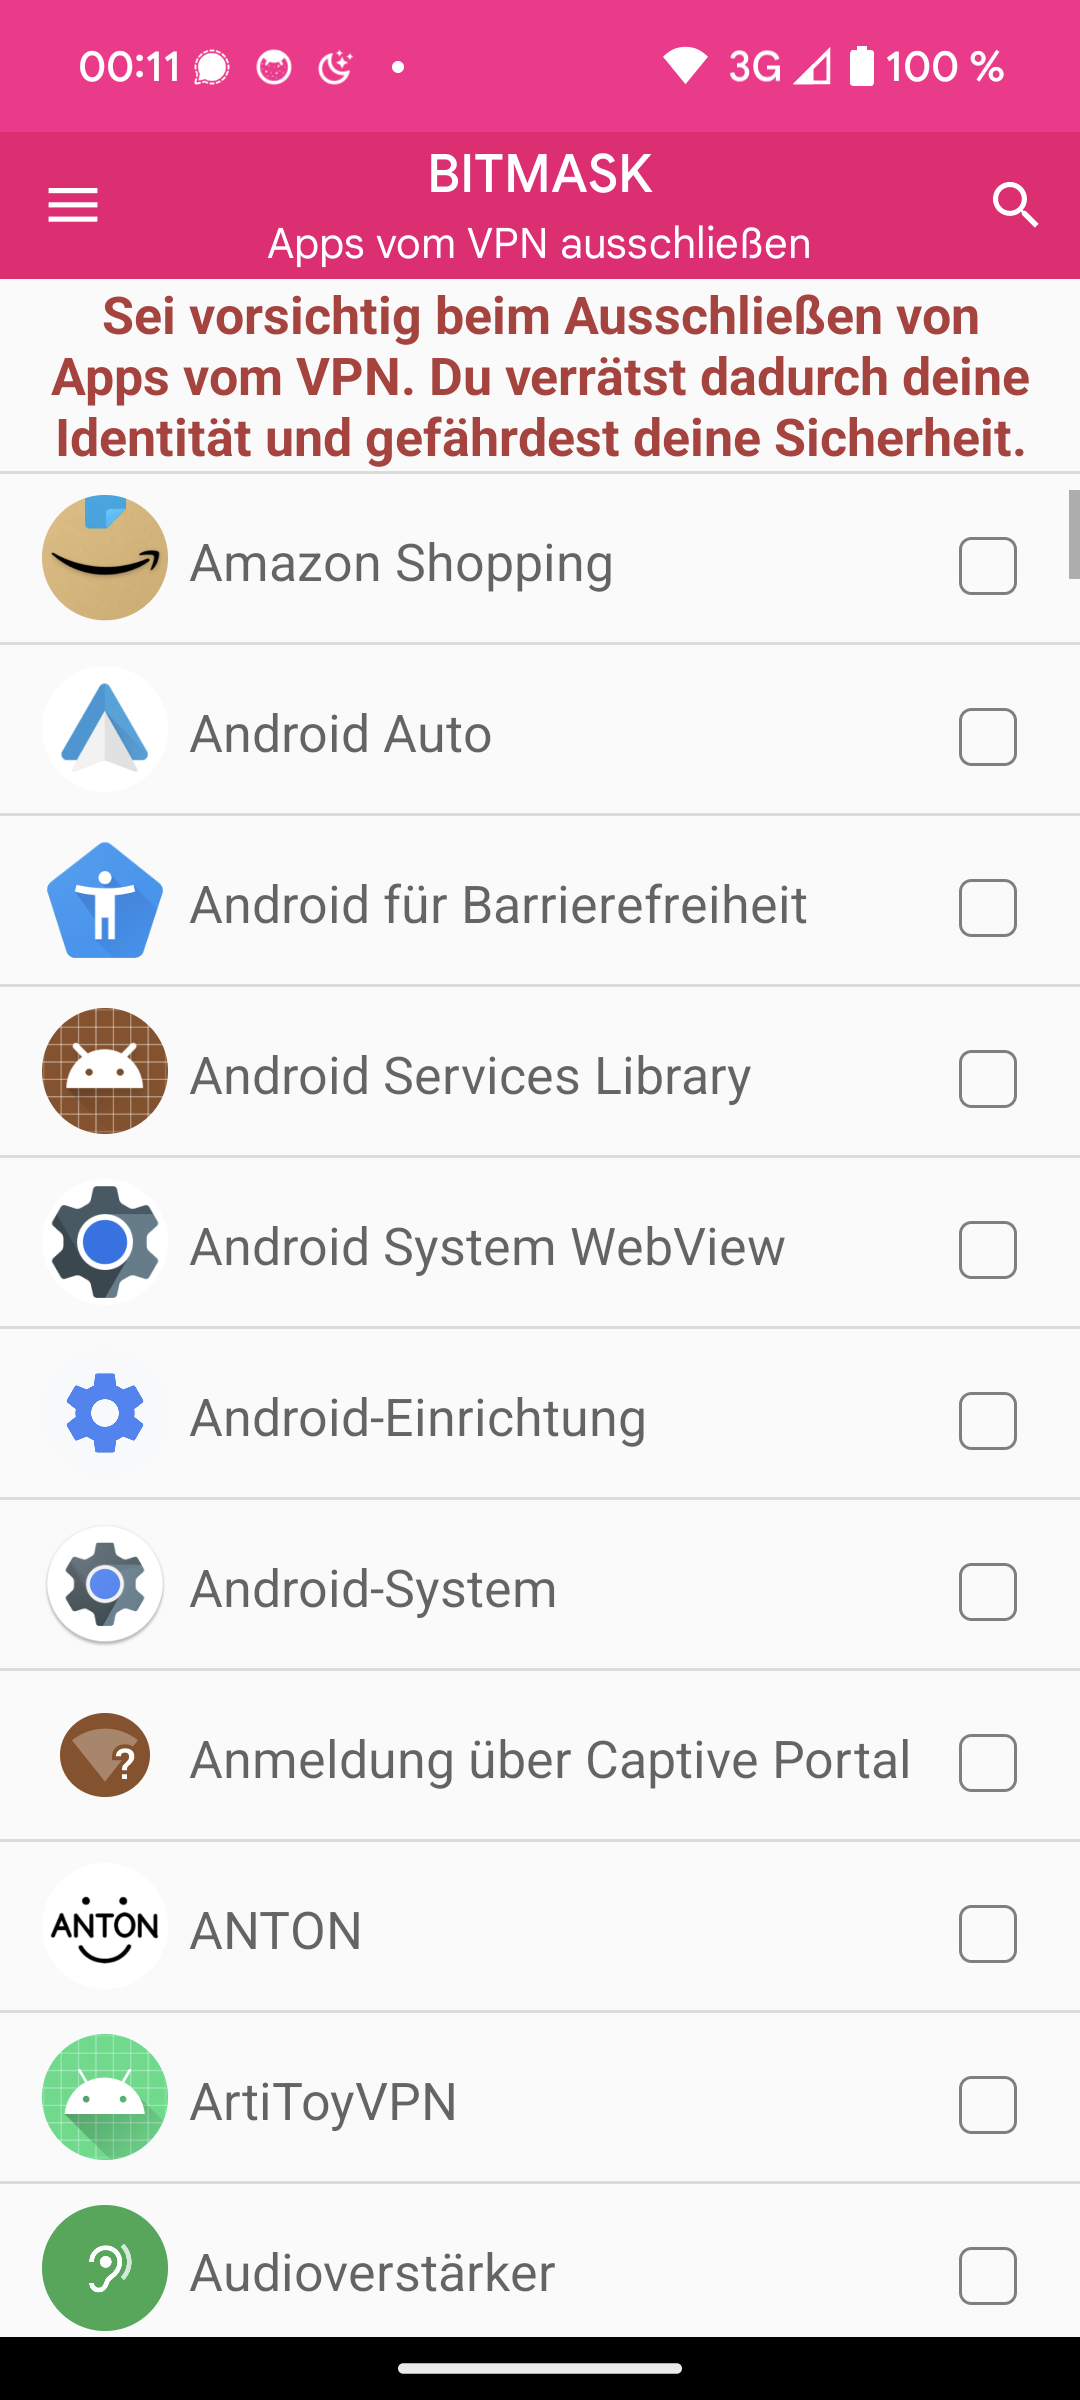 00:11 3G 100 %
BITMASK
Apps vom VPN ausschließen
Sei vorsichtig beim Ausschließen von
Apps vom VPN. Du verrätst dadurch deine
Identität und gefährdest deine Sicherheit.
Amazon Shopping
Android Auto
Android für Barrierefreiheit
Android Services Library
Android System WebView
Android-Einrichtung
Android-System
? Anmeldung über Captive Portal
ANTON ANTON
ArtiToyVPN
Audioverstärker